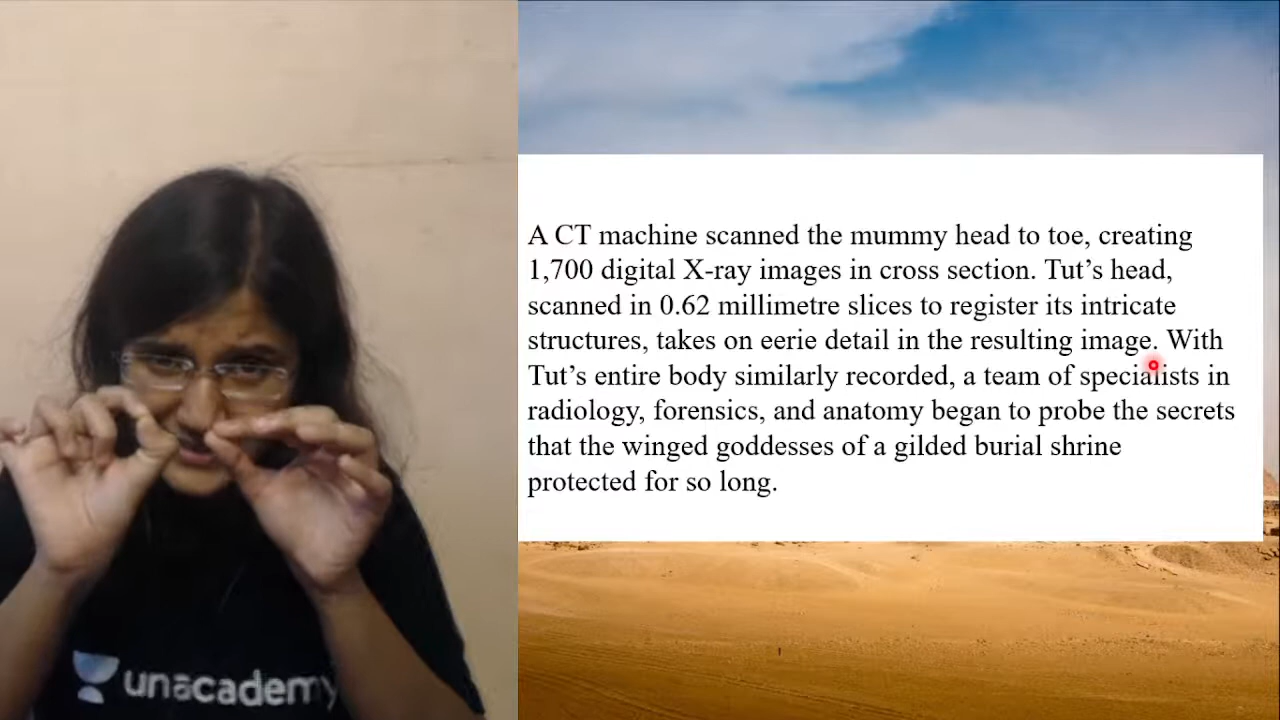 A CT machine scanned the mummy head to toe, creating
1,700 digital X-ray images in cross section. Tut’s head,
scanned in 0.62 millimetre slices to register its intricate
structures, takes on eerie detail in the resulting image. With
Tut’s entire body similarly recorded, a team of specialists in
radiology, forensics, and anatomy began to probe the secrets
that the winged goddesses of a gilded burial shrine
protected for so long.
unacademy